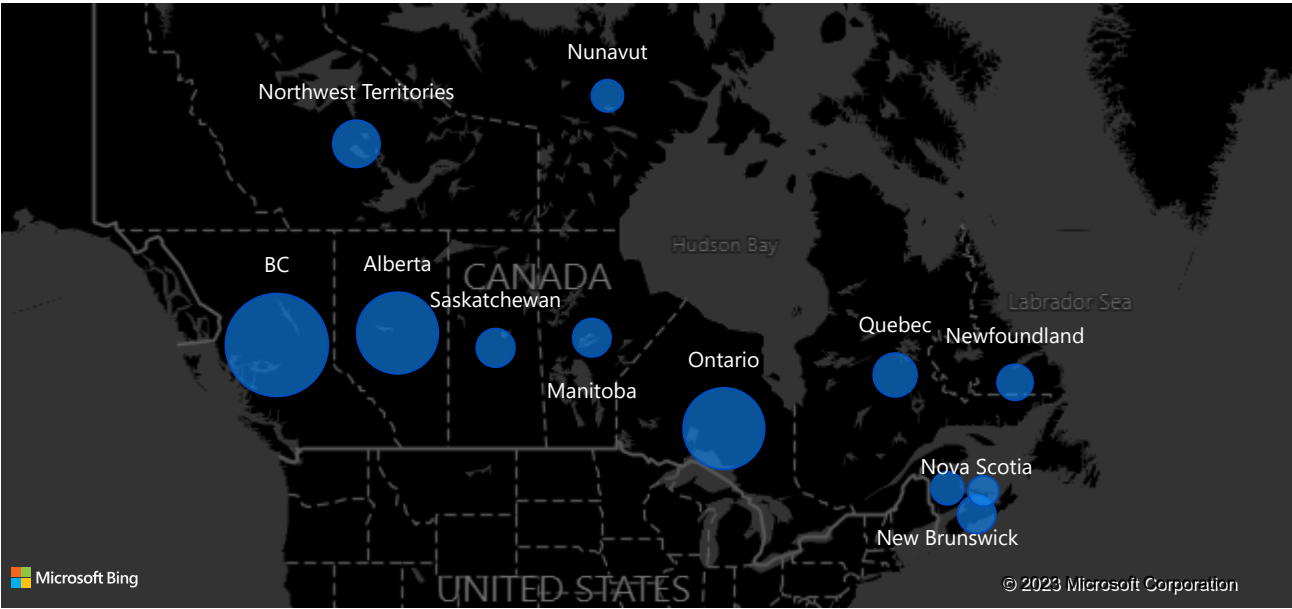 Nunavut
Northwest Territories
Hudson Bay
BC
Alberta
CANADA
Saskatchewan
Labrador Sea
Quebec
Newfoundland
Ontario
Manitoba
Nova Scotia
New Brunswick
Microsoft Bing
UNITED STATES
© 2023 Microsoft Corporation